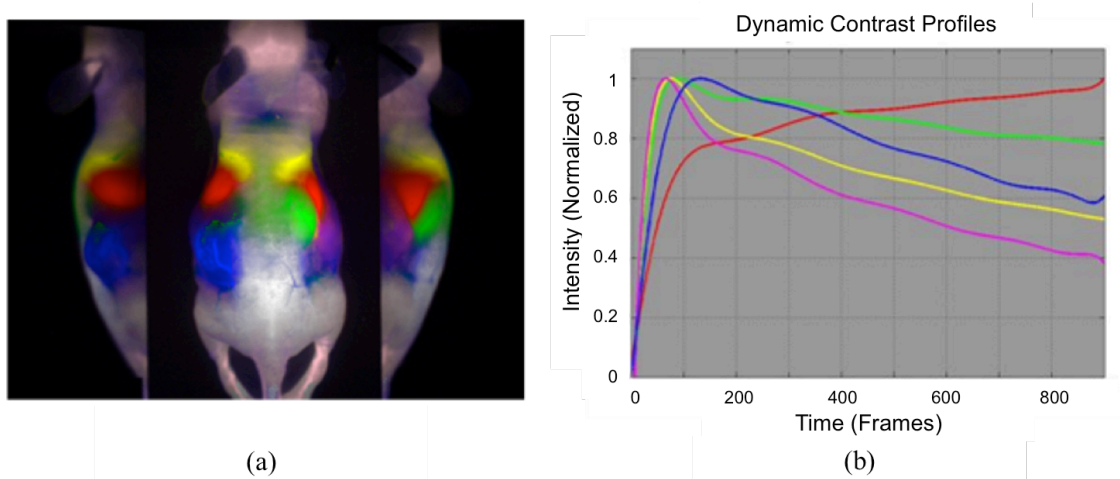 Dynamic Contrast Profiles
Intensity (Normalized)
1
0.8
0.6
0.4
0.2
0
0 200 400 600 800
Time (Frames)
(a) (b)